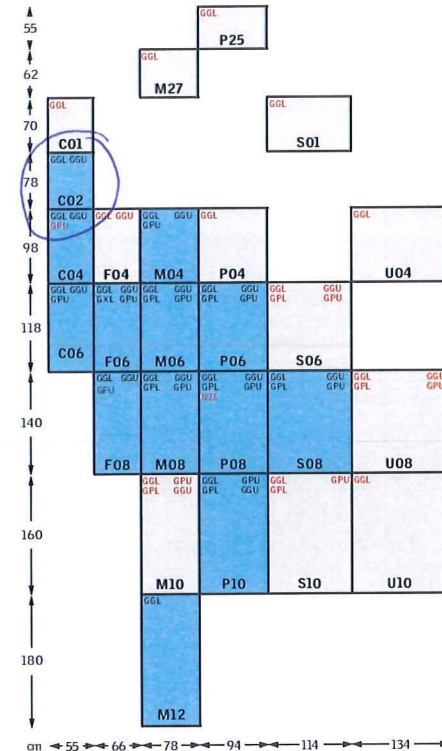 55
GGL
P25
62
GGL
M27
70
GGL
C01
GGL
S01
78
GGL GGU
C02
98
GGL GGU
GPU
C04
GGL GGU
F04
GGL GGU
GPU
M04
GGL
P04
GGL
U04
118
GGL GGU
GPU
C06
GGL GGU
GXL GPU
F06
GGL GGU
GPL GPU
M06
GGL GGU
GPL GPU
P06
GGL GGU
GPL GPU
S06
140
GGL GGU
GPU
F08
GGL GGU
GPL GPU
M08
GGL GGU
GPL GPU
P08
GGL GGU
GPL GPU
S08
GGL GGU
GPL GPU
U08
160
GGL GPU
GPL GGU
M10
GGL GPU
GPL GGU
P10
GGL GPU
GPL
S10
GGL
U10
180
GGL
M12
cm 55 66 78 94 114 134